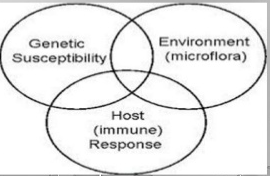 Genetic
Susceptibility
Environment
(microflora)
Host
(immune)
Response